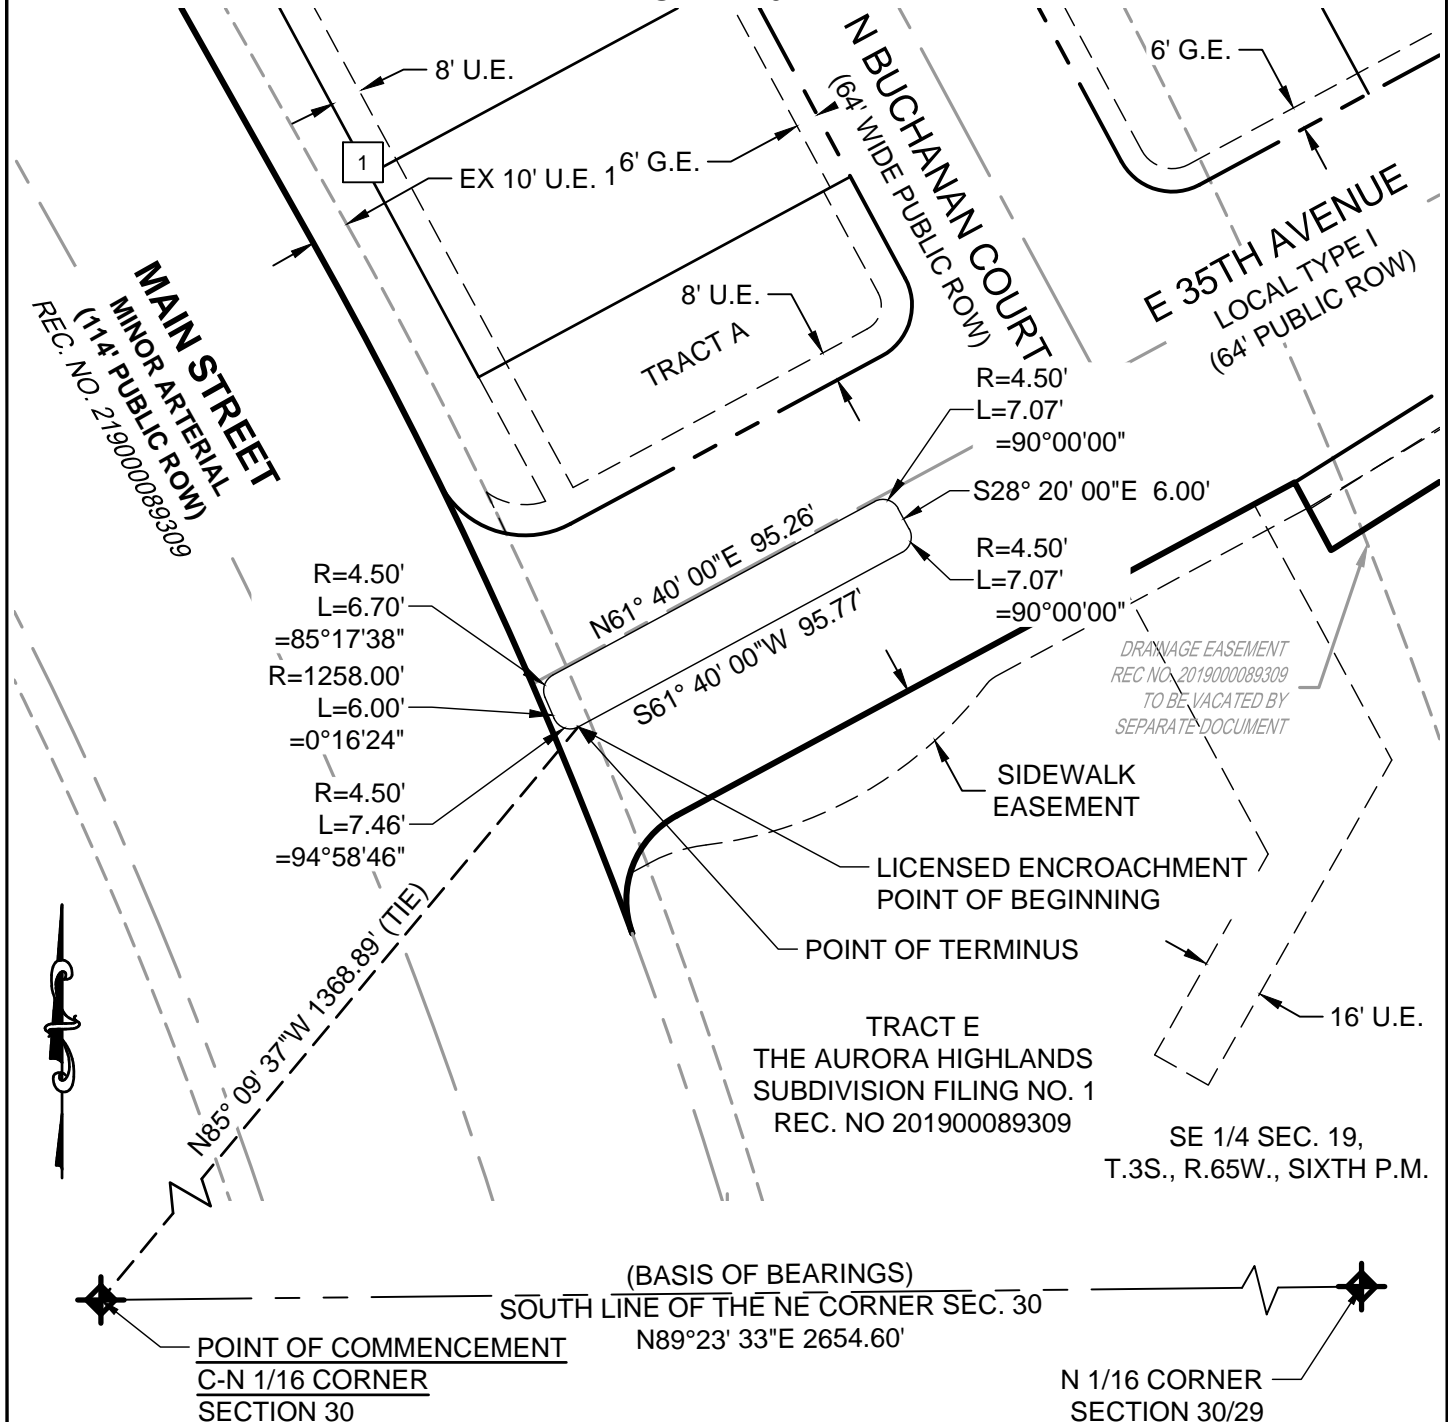 8' U.E.
1
EX 10' U.E. 1
6' G.E.
N BUCHANAN COURT
(64' WIDE PUBLIC ROW)
6' G.E.
E 35TH AVENUE
LOCAL TYPE I
(64' PUBLIC ROW)
MAIN STREET
MINOR ARTERIAL
(114' PUBLIC ROW)
REC. NO. 2190000089309
8' U.E.
TRACT A
R=4.50'
L=7.07'
=90°00'00"
S28° 20' 00"E 6.00'
R=4.50'
L=7.07'
=90°00'00"
N61° 40' 00"E 95.26'
S61° 40' 00"W 95.77'
R=4.50'
L=6.70'
=85°17'38"
R=1258.00'
L=6.00'
=0°16'24"
R=4.50'
L=7.46'
=94°58'46"
DRAINAGE EASEMENT
REC NO. 2019000089309
TO BE VACATED BY
SEPARATE DOCUMENT
SIDEWALK
EASEMENT
LICENSED ENCROACHMENT
POINT OF BEGINNING
POINT OF TERMINUS
N85° 09' 37"W 1368.89' (TIE)
16' U.E.
TRACT E
THE AURORA HIGHLANDS
SUBDIVISION FILING NO. 1
REC. NO 201900089309
SE 1/4 SEC. 19,
T.3S., R.65W., SIXTH P.M.
(BASIS OF BEARINGS)
SOUTH LINE OF THE NE CORNER SEC. 30
N89°23' 33"E 2654.60'
POINT OF COMMENCEMENT
C-N 1/16 CORNER
SECTION 30
N 1/16 CORNER
SECTION 30/29